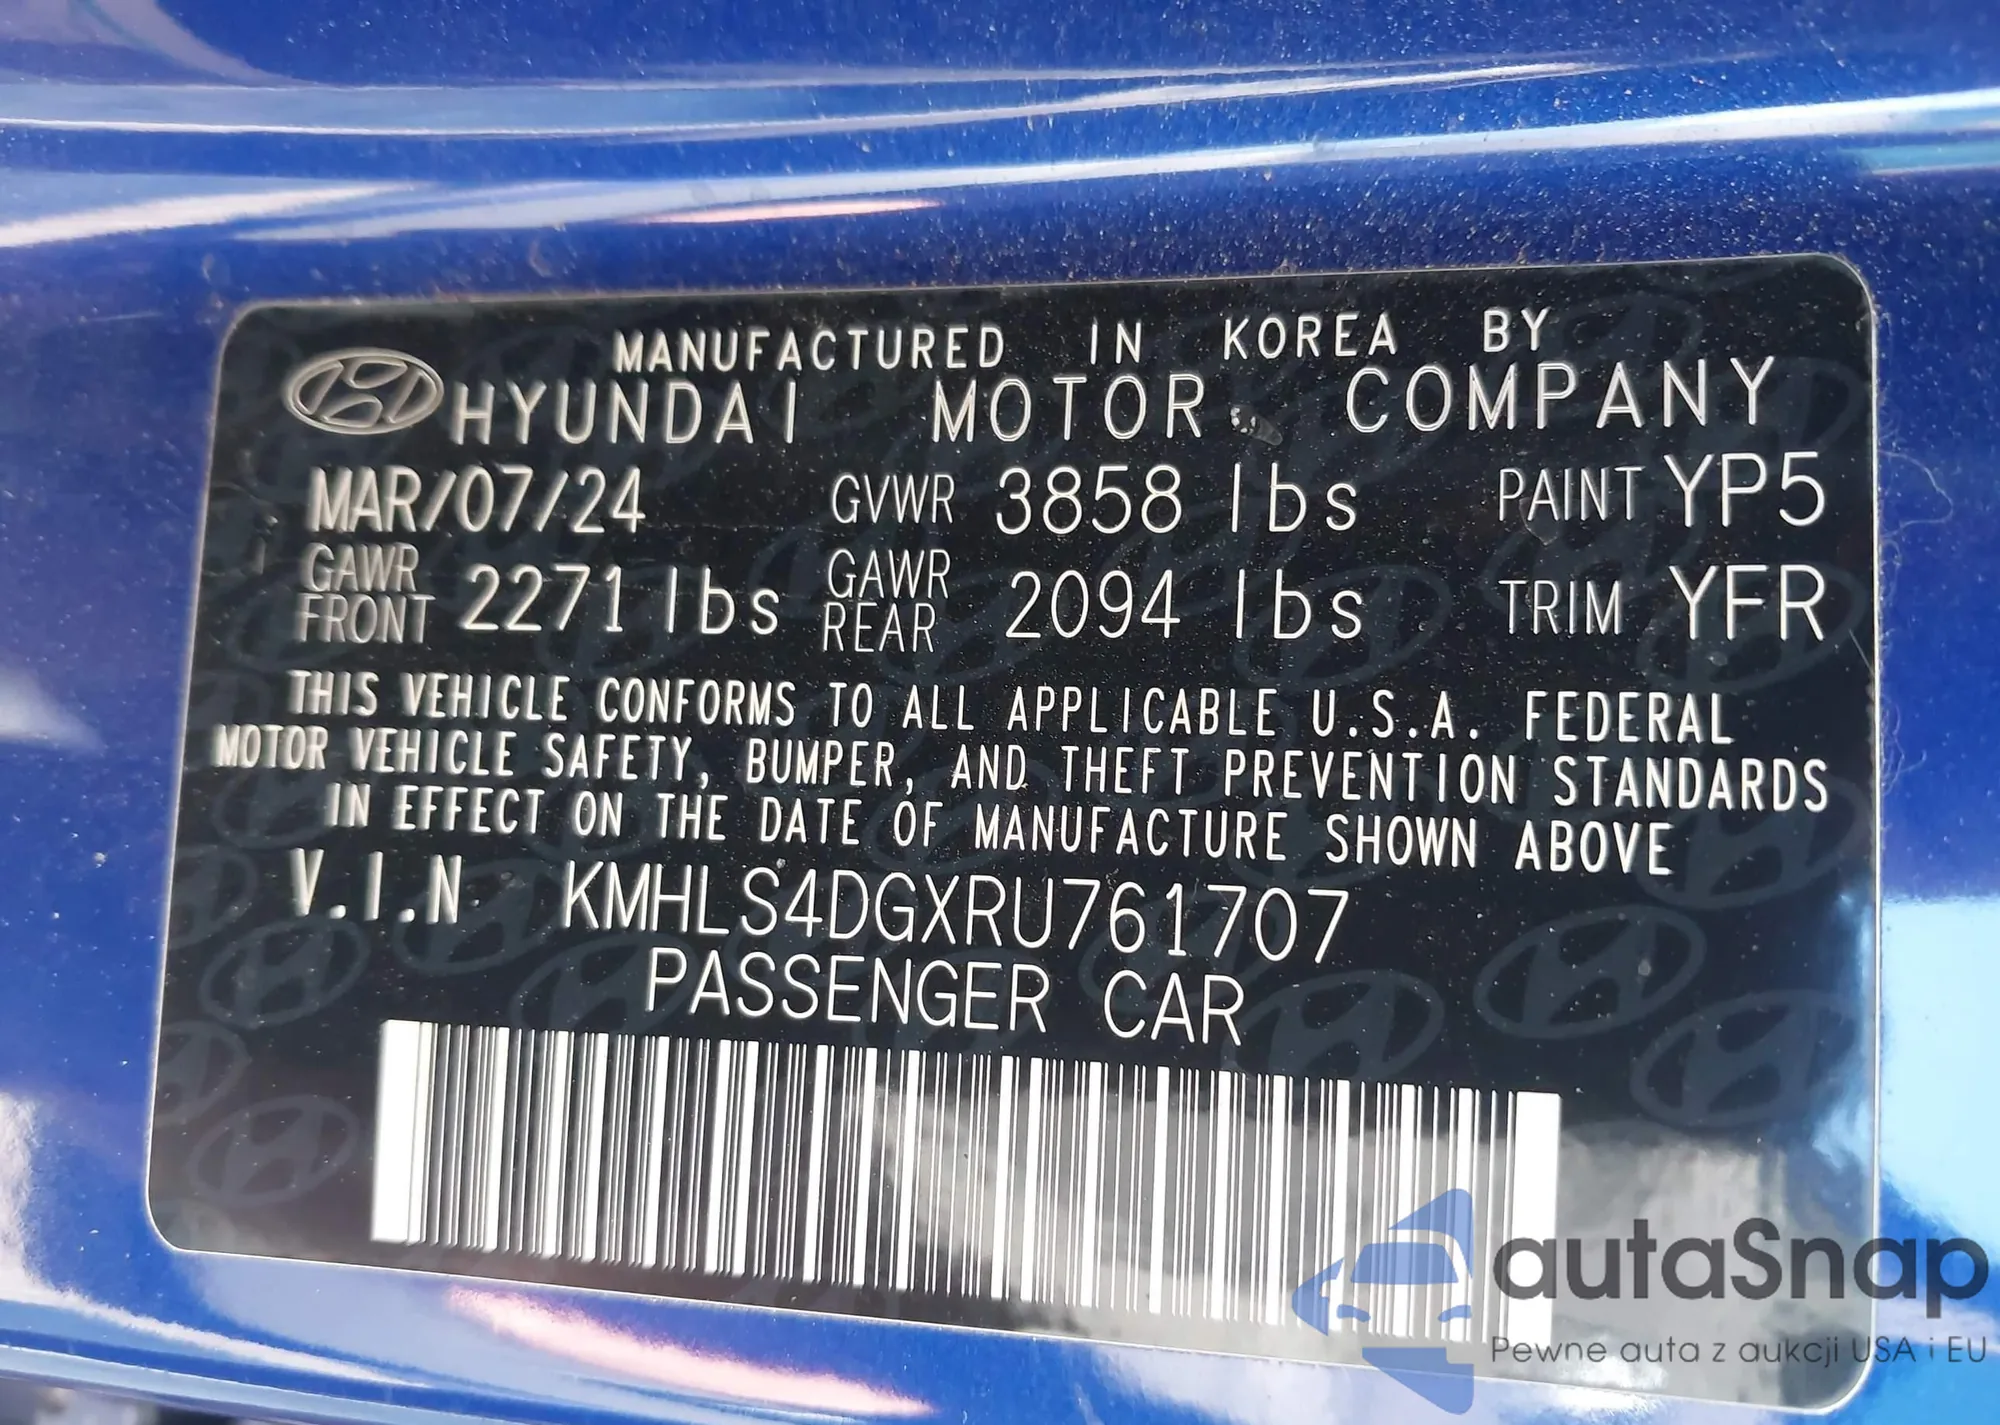 MANUFACTURED IN KOREA BY
HYUNDAI MOTOR COMPANY
MAR/07/24 GVWR 3858 lbs PAINT YP5
GAWR FRONT 2271 lbs GAWR REAR 2094 lbs TRIM YFR
THIS VEHICLE CONFORMS TO ALL APPLICABLE U.S.A. FEDERAL
MOTOR VEHICLE SAFETY, BUMPER, AND THEFT PREVENTION STANDARDS
IN EFFECT ON THE DATE OF MANUFACTURE SHOWN ABOVE
V.I.N. KMHLS4DGXRU761707
PASSENGER CAR
autaSnap
Pewne auta z aukcji USA i EU